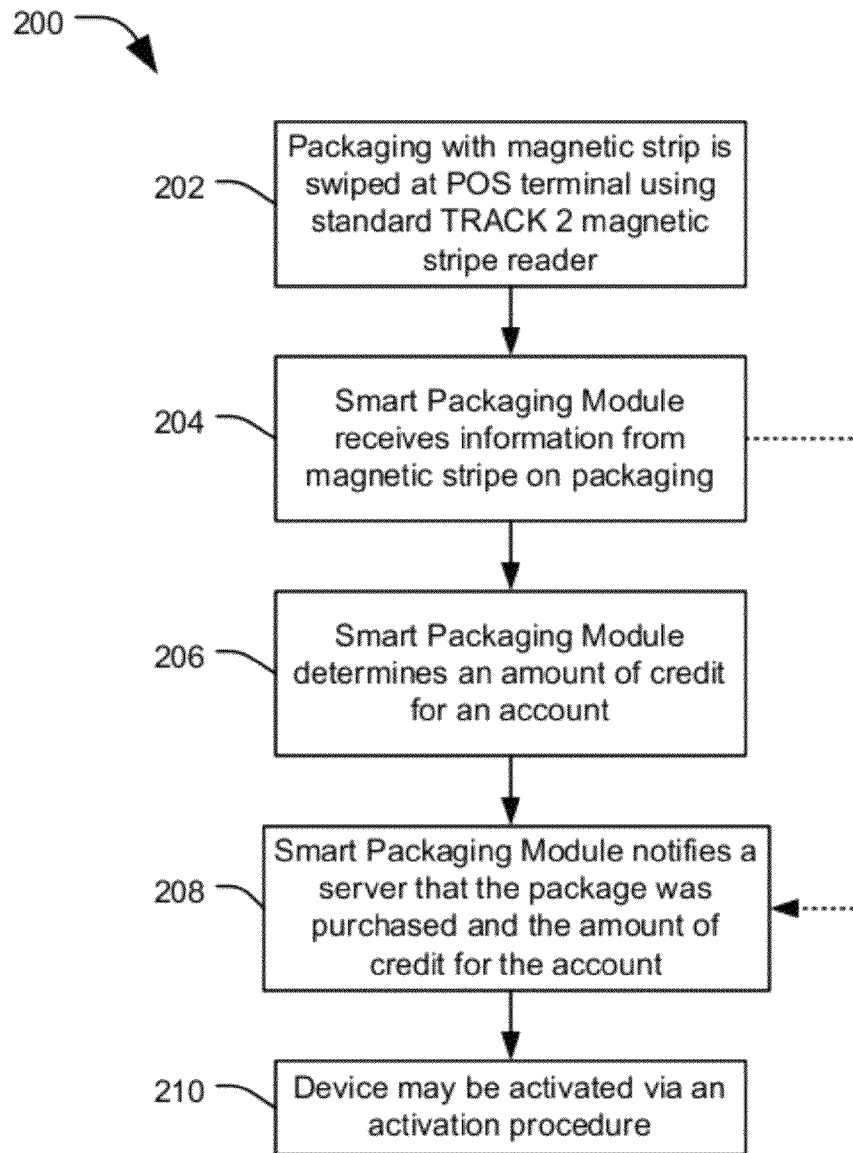 200
202
Packaging with magnetic strip is
swiped at POS terminal using
standard TRACK 2 magnetic
stripe reader
204
Smart Packaging Module
receives information from
magnetic stripe on packaging
206
Smart Packaging Module
determines an amount of credit
for an account
208
Smart Packaging Module notifies a
server that the package was
purchased and the amount of
credit for the account
210
Device may be activated via an
activation procedure